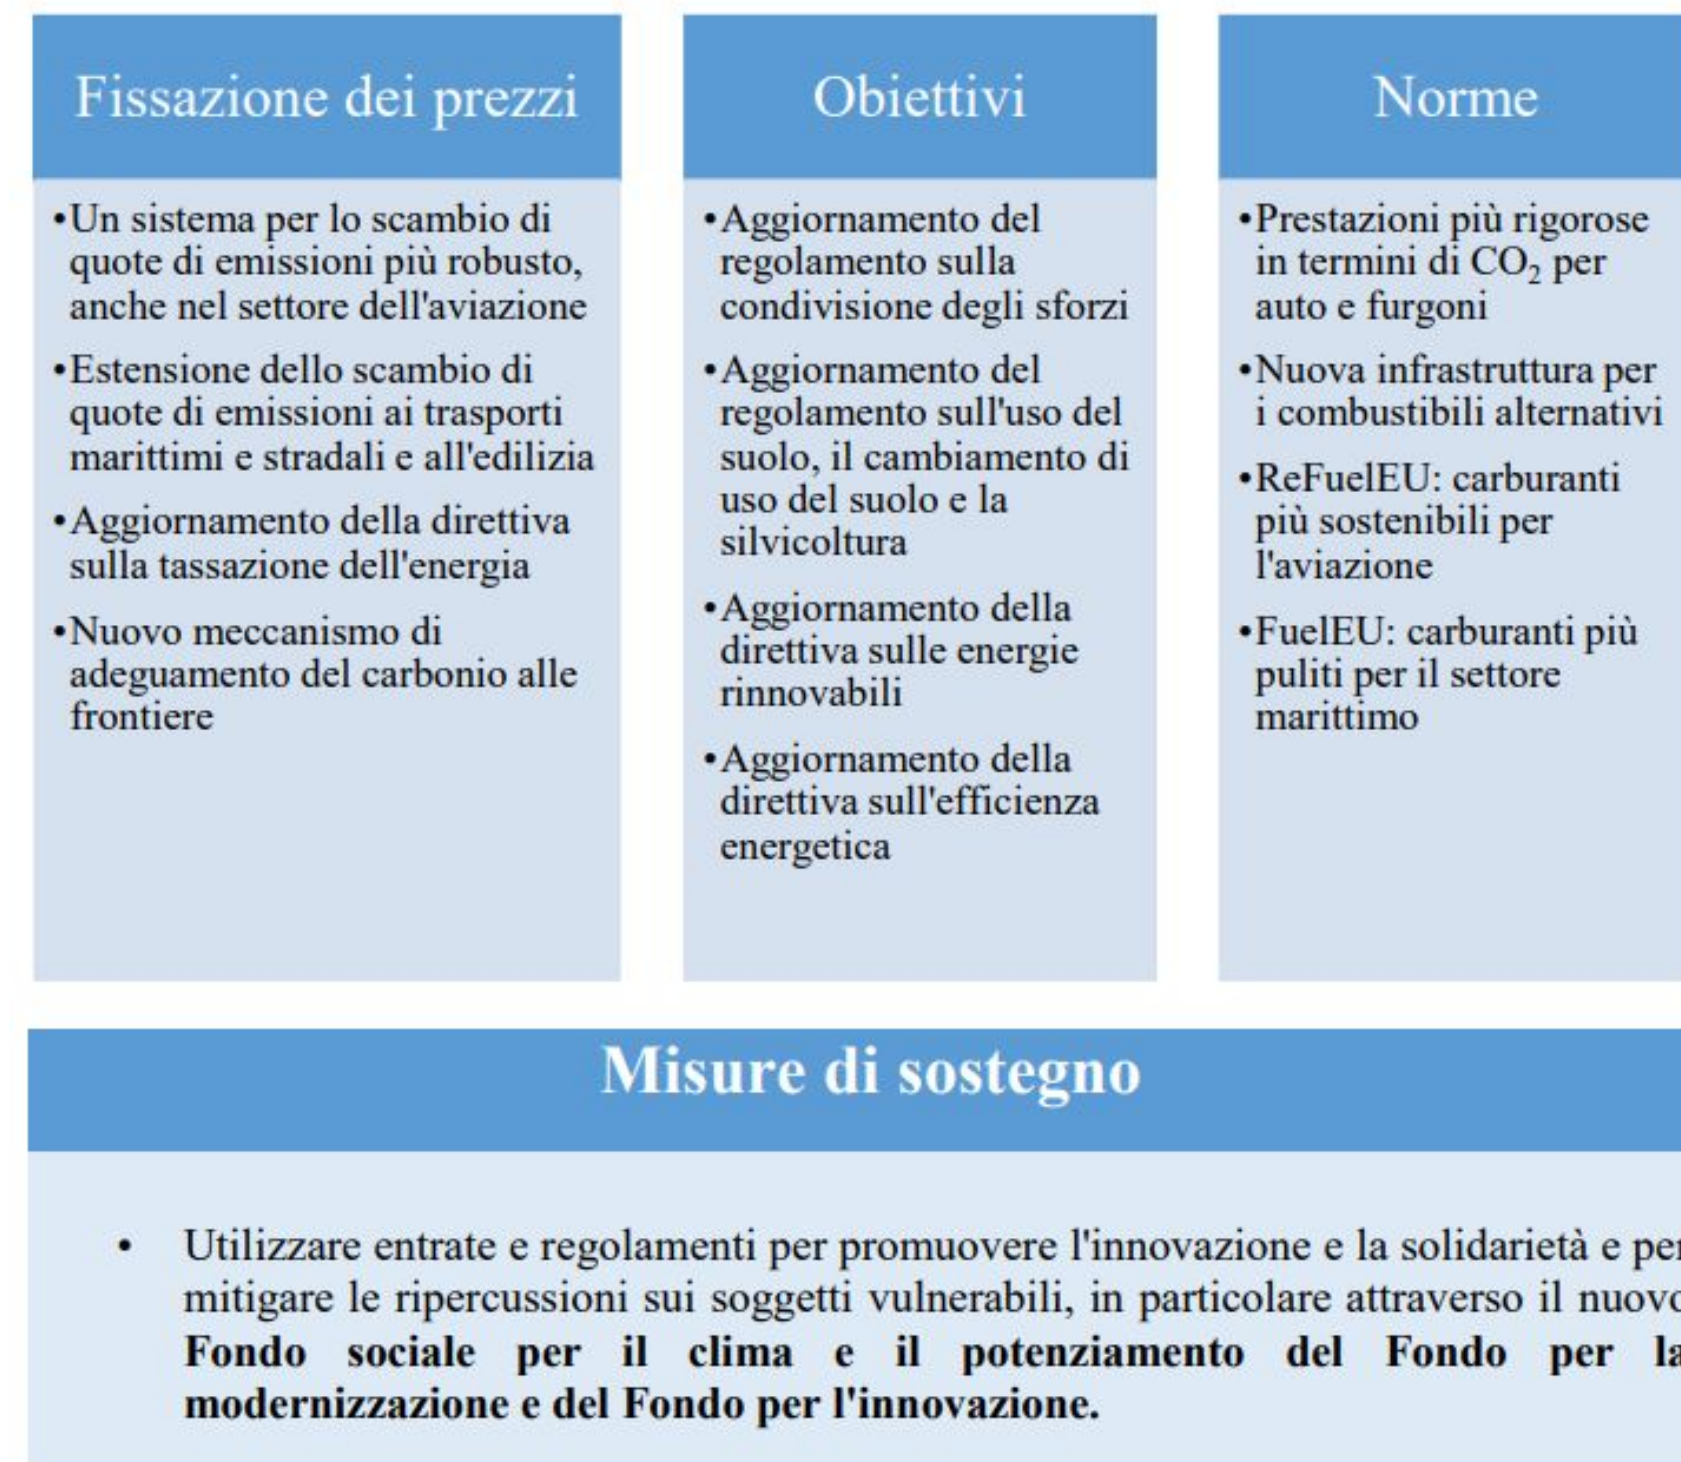 Fissazione dei prezzi
•Un sistema per lo scambio di
quote di emissioni più robusto,
anche nel settore dell'aviazione
•Estensione dello scambio di
quote di emissioni ai trasporti
marittimi e stradali e all'edilizia
•Aggiornamento della direttiva
sulla tassazione dell'energia
•Nuovo meccanismo di
adeguamento del carbonio alle
frontiere
Obiettivi
•Aggiornamento del
regolamento sulla
condivisione degli sforzi
•Aggiornamento del
regolamento sull'uso del
suolo, il cambiamento di
uso del suolo e la
silvicoltura
•Aggiornamento della
direttiva sulle energie
rinnovabili
•Aggiornamento della
direttiva sull'efficienza
energetica
Norme
•Prestazioni più rigorose
in termini di CO₂ per
auto e furgoni
•Nuova infrastruttura per
i combustibili alternativi
•ReFuelEU: carburanti
più sostenibili per
l'aviazione
•FuelEU: carburanti più
puliti per il settore
marittimo
Misure di sostegno
• Utilizzare entrate e regolamenti per promuovere l'innovazione e la solidarietà e per
mitigare le ripercussioni sui soggetti vulnerabili, in particolare attraverso il nuovo
Fondo sociale per il clima e il potenziamento del Fondo per la
modernizzazione e del Fondo per l'innovazione.